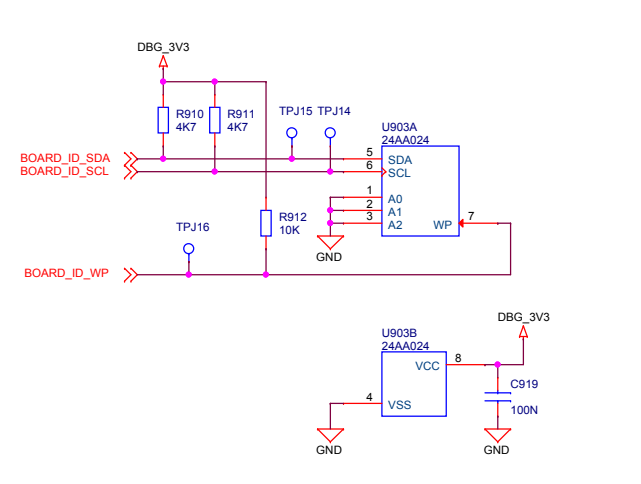 DBG_3V3
R910
4K7
R911
4K7
TPJ15
TPJ14
U903A
24AA024
BOARD_ID_SDA
BOARD_ID_SCL
5
SDA
6
SCL
1
A0
2
A1
3
A2
WP
7
GND
R912
10K
TPJ16
BOARD_ID_WP
DBG_3V3
U903B
24AA024
VCC
8
4
VSS
C919
100N
GND
GND